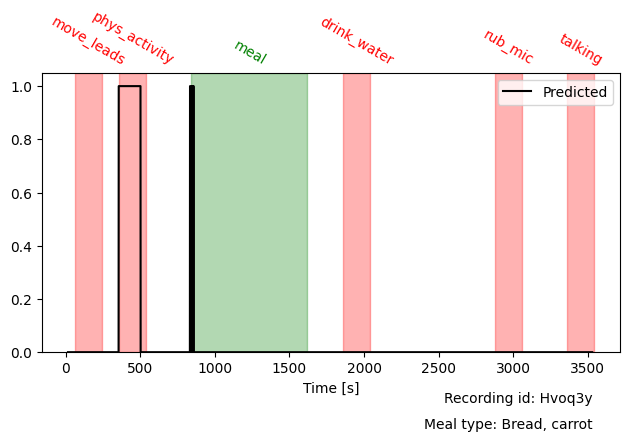 move_leads
phys_activity
meal
drink_water
rub_mic
talking
Predicted
1.0
0.8
0.6
0.4
0.2
0.0
0 500 1000 1500 2000 2500 3000 3500
Time [s]
Recording id: Hvoq3y
Meal type: Bread, carrot